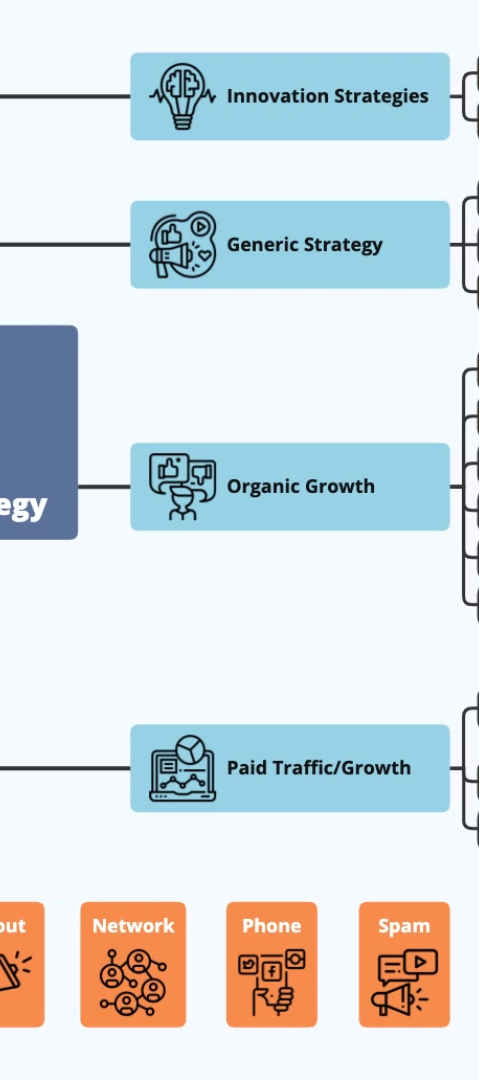 Innovation Strategies
Generic Strategy
egy
Organic Growth
Paid Traffic/Growth
out
Network
Phone
Spam